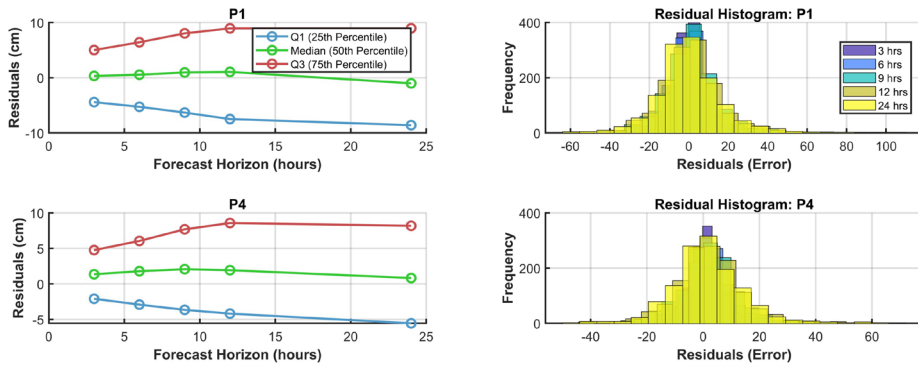 P1
10
0
-10
Residuals (cm)
0 5 10 15 20 25
Forecast Horizon (hours)
Q1 (25th Percentile)
Median (50th Percentile)
Q3 (75th Percentile)
Residual Histogram: P1
400
200
0
Frequency
-60 -40 -20 0 20 40 60 80 100
Residuals (Error)
3 hrs
6 hrs
9 hrs
12 hrs
24 hrs
P4
10
5
0
-5
Residuals (cm)
0 5 10 15 20 25
Forecast Horizon (hours)
Residual Histogram: P4
400
200
0
Frequency
-40 -20 0 20 40 60
Residuals (Error)